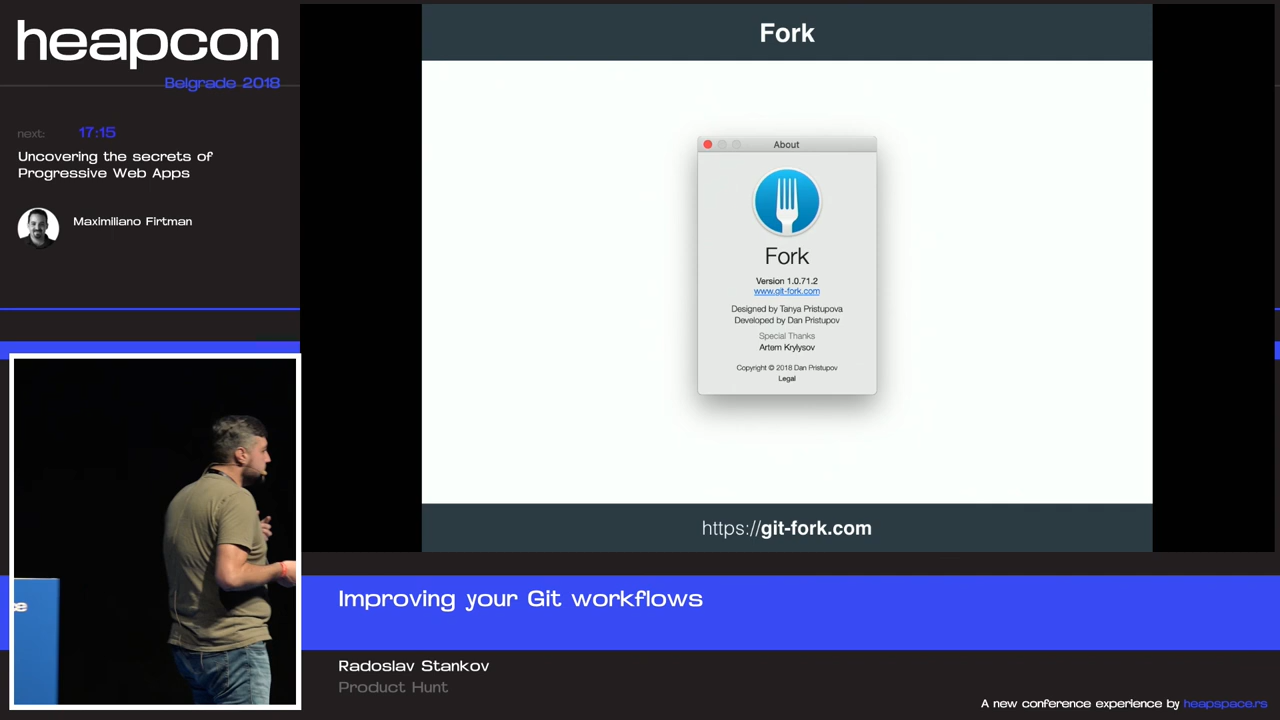 heapcon
Belgrade 2018
next: 17:15
Uncovering the secrets of
Progressive Web Apps
Maximiliano Firtman
Fork
About
Fork
Version 1.0.71.2
www.git-fork.com
Designed by Tanya Pristupova
Developed by Dan Pristupov
Special Thanks
Artem Krylysov
Copyright © 2018 Dan Pristupov
Legal
https://git-fork.com
Improving your Git workflows
Radoslav Stankov
Product Hunt
A new conference experience by heapspace.rs